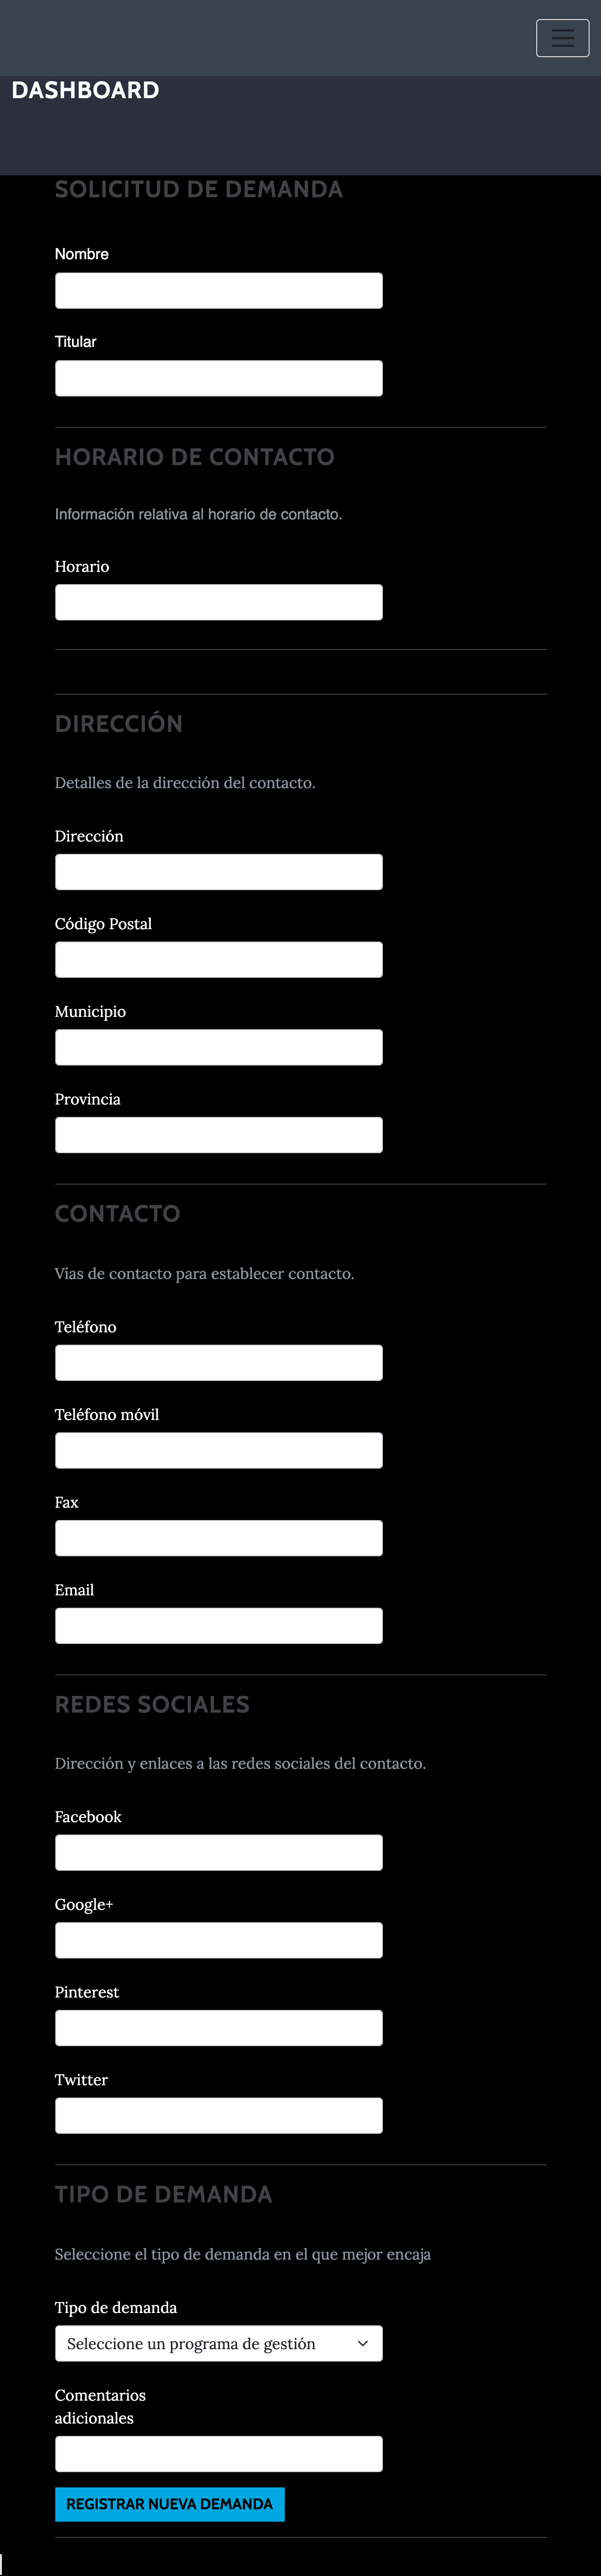 DASHBOARD
SOLICITUD DE DEMANDA
Nombre
Titular
HORARIO DE CONTACTO
Información relativa al horario de contacto.
Horario
DIRECCIÓN
Detalles de la dirección del contacto.
Dirección
Código Postal
Municipio
Provincia
CONTACTO
Vías de contacto para establecer contacto.
Teléfono
Teléfono móvil
Fax
Email
REDES SOCIALES
Dirección y enlaces a las redes sociales del contacto.
Facebook
Google+
Pinterest
Twitter
TIPO DE DEMANDA
Seleccione el tipo de demanda en el que mejor encaja
Tipo de demanda
Seleccione un programa de gestión
Comentarios
adicionales
REGISTRAR NUEVA DEMANDA